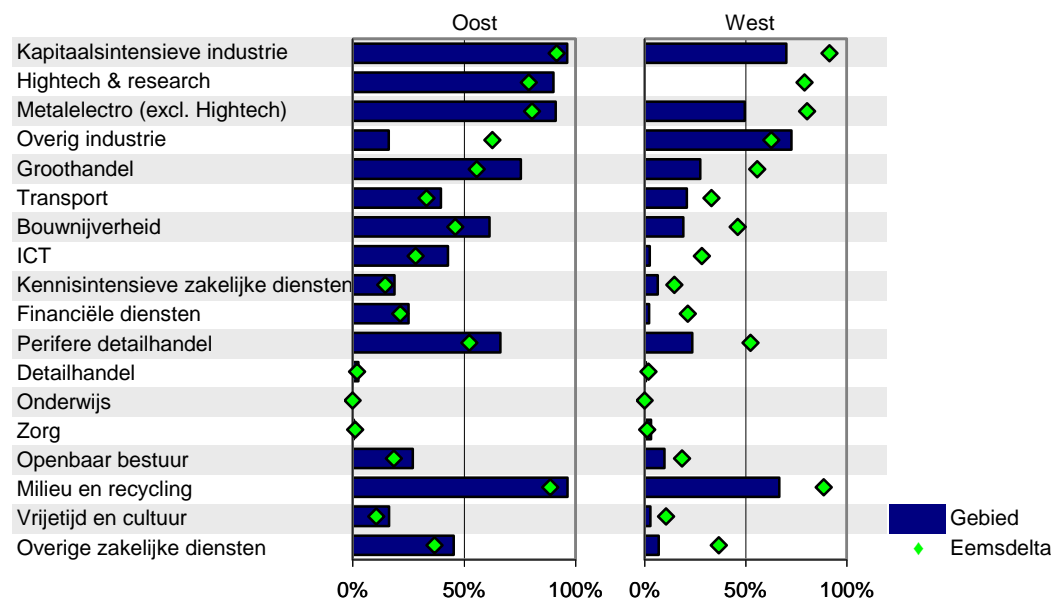 Oost West
Kapitaalsintensieve industrie
Hightech & research
Metalelectro (excl. Hightech)
Overig industrie
Groothandel
Transport
Bouwnijverheid
ICT
Kennisintensieve zakelijke diensten
Financiële diensten
Perifere detailhandel
Detailhandel
Onderwijs
Zorg
Openbaar bestuur
Milieu en recycling
Vrijetijd en cultuur
Overige zakelijke diensten
Gebied
Eemsdelta
0% 50% 100% 0% 50% 100%